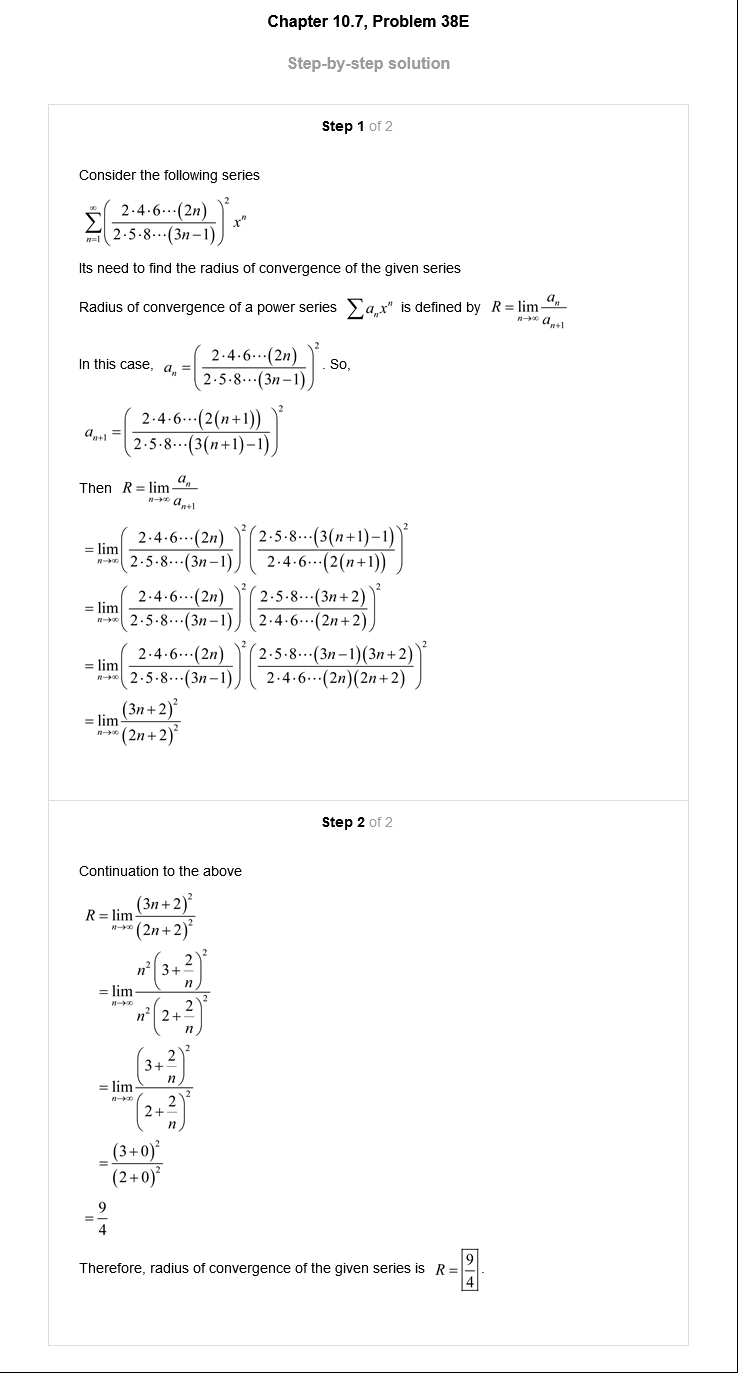 Chapter 10.7, Problem 38E
Step-by-step solution
Step 1 of 2
Consider the following series
$\sum_{n=1}^{\infty}\left(\frac{2\cdot4\cdot6\cdots(2n)}{2\cdot5\cdot8\cdots(3n-1)}\right)^2 x^n$
Its need to find the radius of convergence of the given series
Radius of convergence of a power series $\sum a_n x^n$ is defined by $R=\lim_{n\to\infty}\frac{a_n}{a_{n+1}}$
In this case, $a_n=\left(\frac{2\cdot4\cdot6\cdots(2n)}{2\cdot5\cdot8\cdots(3n-1)}\right)^2$. So,
$a_{n+1}=\left(\frac{2\cdot4\cdot6\cdots(2(n+1))}{2\cdot5\cdot8\cdots(3(n+1)-1)}\right)^2$
Then $R=\lim_{n\to\infty}\frac{a_n}{a_{n+1}}$
$=\lim_{n\to\infty}\left(\frac{2\cdot4\cdot6\cdots(2n)}{2\cdot5\cdot8\cdots(3n-1)}\right)^2\left(\frac{2\cdot5\cdot8\cdots(3(n+1)-1)}{2\cdot4\cdot6\cdots(2(n+1))}\right)^2$
$=\lim_{n\to\infty}\left(\frac{2\cdot4\cdot6\cdots(2n)}{2\cdot5\cdot8\cdots(3n-1)}\right)^2\left(\frac{2\cdot5\cdot8\cdots(3n+2)}{2\cdot4\cdot6\cdots(2n+2)}\right)^2$
$=\lim_{n\to\infty}\left(\frac{2\cdot4\cdot6\cdots(2n)}{2\cdot5\cdot8\cdots(3n-1)}\right)^2\left(\frac{2\cdot5\cdot8\cdots(3n-1)(3n+2)}{2\cdot4\cdot6\cdots(2n)(2n+2)}\right)^2$
$=\lim_{n\to\infty}\frac{(3n+2)^2}{(2n+2)^2}$
Step 2 of 2
Continuation to the above
$R=\lim_{n\to\infty}\frac{(3n+2)^2}{(2n+2)^2}$
$=\lim_{n\to\infty}\frac{n^2\left(3+\frac{2}{n}\right)^2}{n^2\left(2+\frac{2}{n}\right)^2}$
$=\lim_{n\to\infty}\frac{\left(3+\frac{2}{n}\right)^2}{\left(2+\frac{2}{n}\right)^2}$
$=\frac{(3+0)^2}{(2+0)^2}$
$=\frac{9}{4}$
Therefore, radius of convergence of the given series is $R=\boxed{\frac{9}{4}}$.